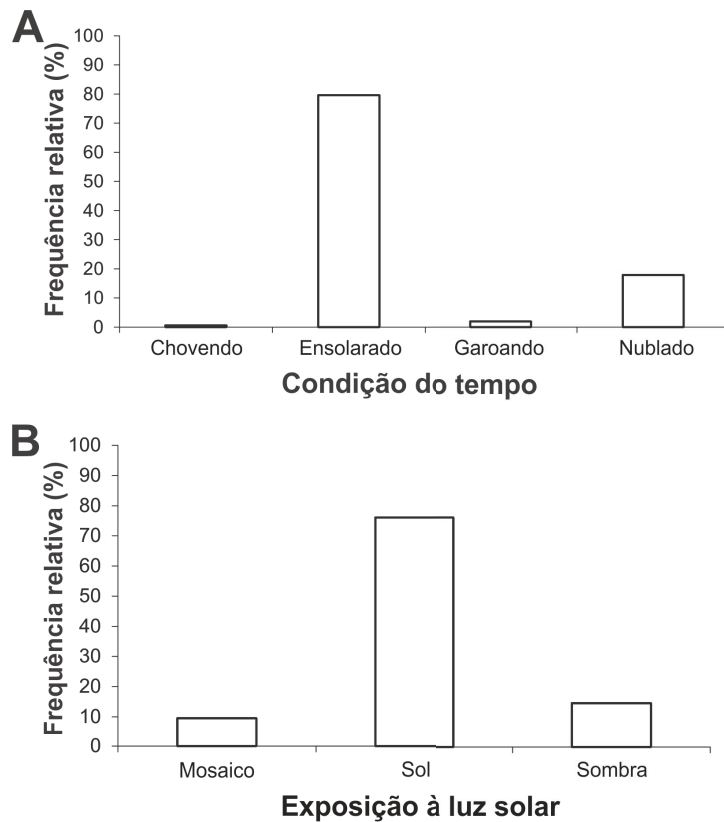 A
Frequência relativa (%)
100
90
80
70
60
50
40
30
20
10
0
Chovendo Ensolarado Garoando Nublado
Condição do tempo
B
Frequência relativa (%)
100
90
80
70
60
50
40
30
20
10
0
Mosaico Sol Sombra
Exposição à luz solar